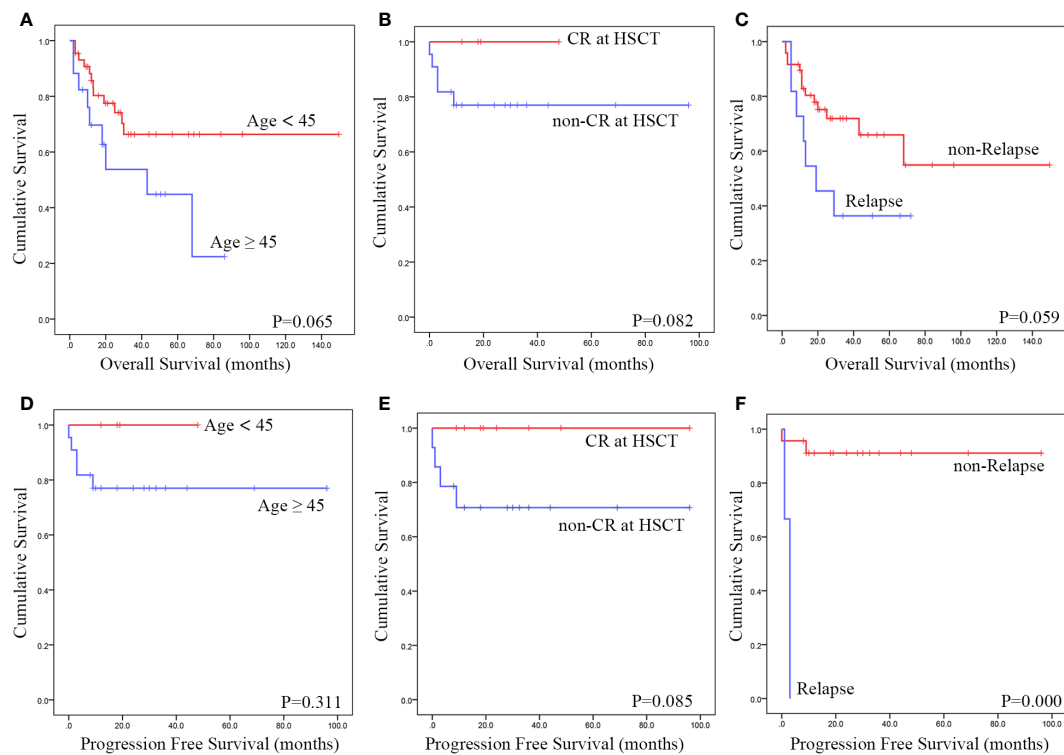 A
1.0
0.8
0.6
0.4
0.2
0.0
Cumulative Survival
Age < 45
Age ≥ 45
P=0.065
.0 20.0 40.0 60.0 80.0 100.0 120.0 140.0
Overall Survival (months)
B
1.0
0.8
0.6
0.4
0.2
0.0
Cumulative Survival
CR at HSCT
non-CR at HSCT
P=0.082
.0 20.0 40.0 60.0 80.0 100.0
Overall Survival (months)
C
1.0
0.8
0.6
0.4
0.2
0.0
Cumulative Survival
non-Relapse
Relapse
P=0.059
.0 20.0 40.0 60.0 80.0 100.0 120.0 140.0
Overall Survival (months)
D
1.0
0.8
0.6
0.4
0.2
0.0
Cumulative Survival
Age < 45
Age ≥ 45
P=0.311
.0 20.0 40.0 60.0 80.0 100.0
Progression Free Survival (months)
E
1.0
0.8
0.6
0.4
0.2
0.0
Cumulative Survival
CR at HSCT
non-CR at HSCT
P=0.085
.0 20.0 40.0 60.0 80.0 100.0
Progression Free Survival (months)
F
1.0
0.8
0.6
0.4
0.2
0.0
Cumulative Survival
non-Relapse
Relapse
P=0.000
.0 20.0 40.0 60.0 80.0 100.0
Progression Free Survival (months)